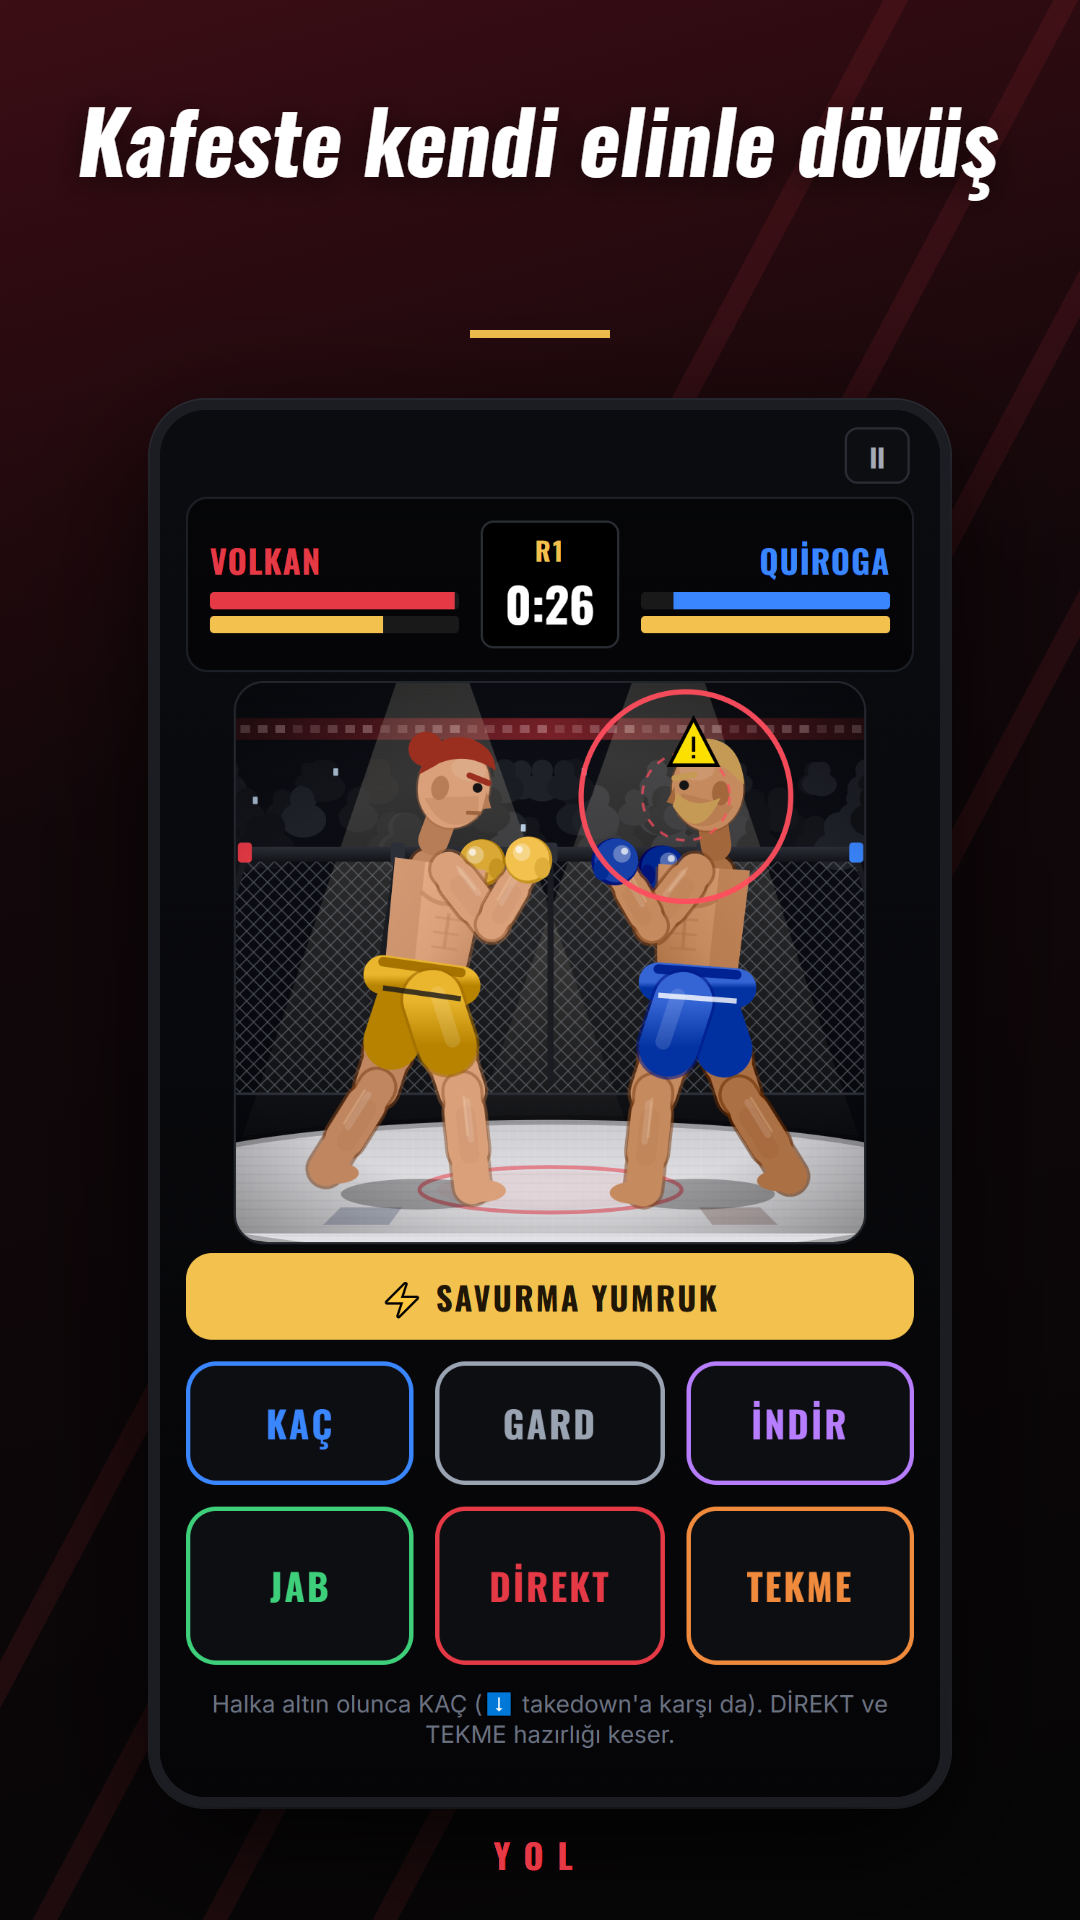 Kafeste kendi elinle dövüş
VOLKAN
R1
0:26
QUİROGA
SAVURMA YUMRUK
KAÇ
GARD
İNDİR
JAB
DİREKT
TEKME
Halka altın olunca KAÇ (⬇️ takedown'a karşı da). DİREKT ve
TEKME hazırlığı keser.
YOL